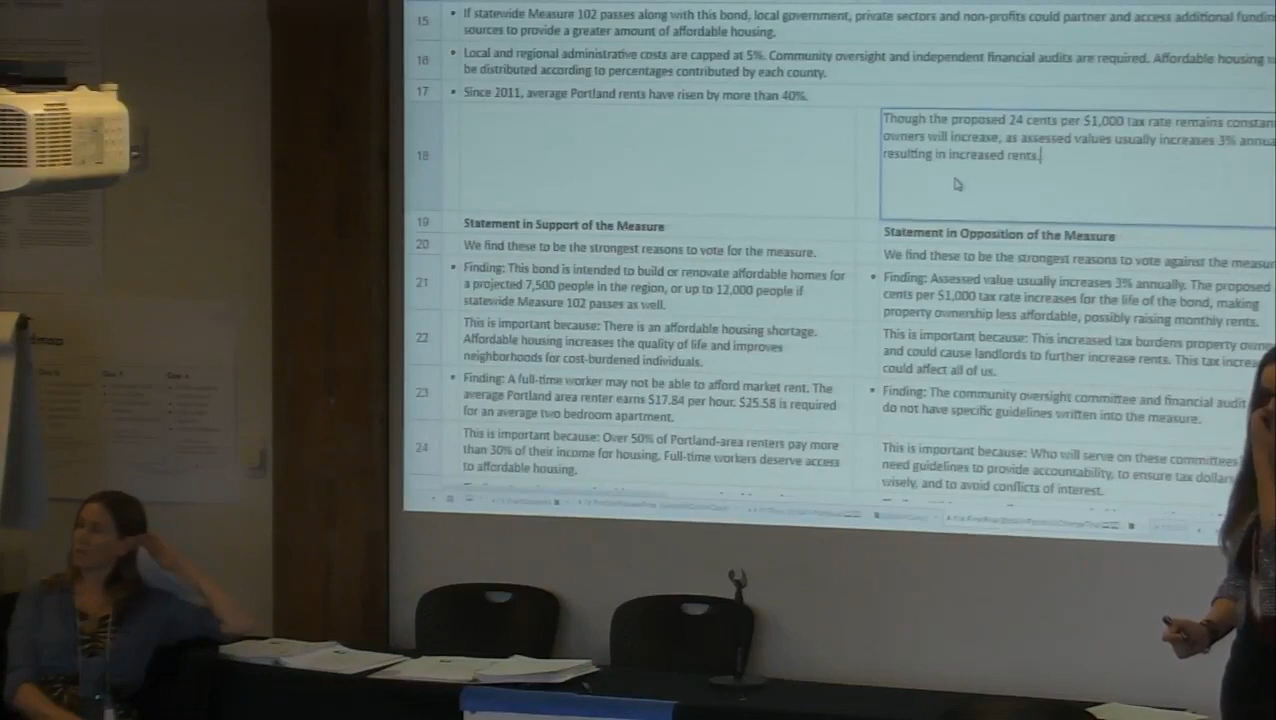 15
• If statewide Measure 102 passes along with this bond, local government, private sectors and non-profits could partner and access additional
sources to provide a greater amount of affordable housing.
16
• Local and regional administrative costs are capped at 5%. Community oversight and independent financial audits are required. Affordable housing
be distributed according to percentages contributed by each county.
17
• Since 2011, average Portland rents have risen by more than 40%.
18
Though the proposed 24 cents per $1,000 tax rate remains
owners will increase, as assessed values usually increases 3%
resulting in increased rents.
19
Statement in Support of the Measure
20
We find these to be the strongest reasons to vote for the measure.
21
• Finding: This bond is intended to build or renovate affordable homes for
a projected 7,500 people in the region, or up to 12,000 people if
statewide Measure 102 passes as well.
22
This is important because: There is an affordable housing shortage.
Affordable housing increases the quality of life and improves
neighborhoods for cost-burdened individuals.
23
• Finding: A full-time worker may not be able to afford market rent. The
average Portland area renter earns $17.84 per hour. $25.58 is required
for an average two bedroom apartment.
24
This is important because: Over 50% of Portland-area renters pay more
than 30% of their income for housing. Full-time workers deserve access
to affordable housing.
Statement in Opposition of the Measure
We find these to be the strongest reasons to vote against the
• Finding: Assessed value usually increases 3% annually. The proposed
cents per $1,000 tax rate increases for the life of the bond, making
property ownership less affordable, possibly raising monthly rents.
This is important because: This increased tax burdens property
and could cause landlords to further increase rents. This tax
could affect all of us.
• Finding: The community oversight committee and financial audit
do not have specific guidelines written into the measure.
This is important because: Who will serve on these committees
need guidelines to provide accountability, to ensure tax
wisely, and to avoid conflicts of interest.